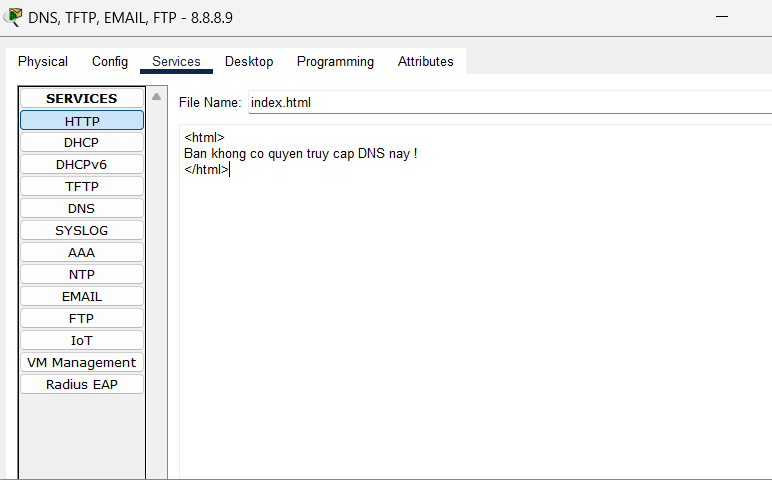 DNS, TFTP, EMAIL, FTP - 8.8.8.9
Physical Config Services Desktop Programming Attributes
SERVICES
HTTP
DHCP
DHCPv6
TFTP
DNS
SYSLOG
AAA
NTP
EMAIL
FTP
IoT
VM Management
Radius EAP
File Name: index.html
<html>
Ban khong co quyen truy cap DNS nay !
</html>